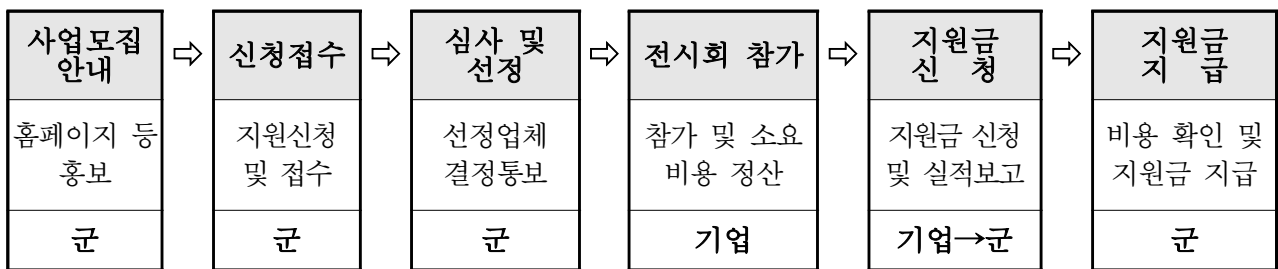 사업모집
안내
⇨
신청접수
⇨
심사 및
선정
⇨
전시회 참가
⇨
지원금
신 청
⇨
지원금
지 급
홈페이지 등
홍보
지원신청
및 접수
선정업체
결정통보
참가 및 소요
비용 정산
지원금 신청
및 실적보고
비용 확인 및
지원금 지급
군
군
군
기업
기업→군
군